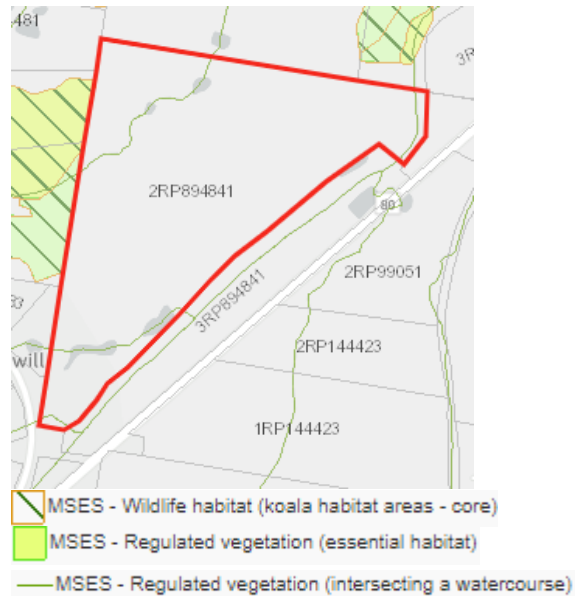 481
3R
2RP894841
80
2RP99051
3RP894841
2RP144423
will
1RP144423
MSES - Wildlife habitat (koala habitat areas - core)
MSES - Regulated vegetation (essential habitat)
MSES - Regulated vegetation (intersecting a watercourse)